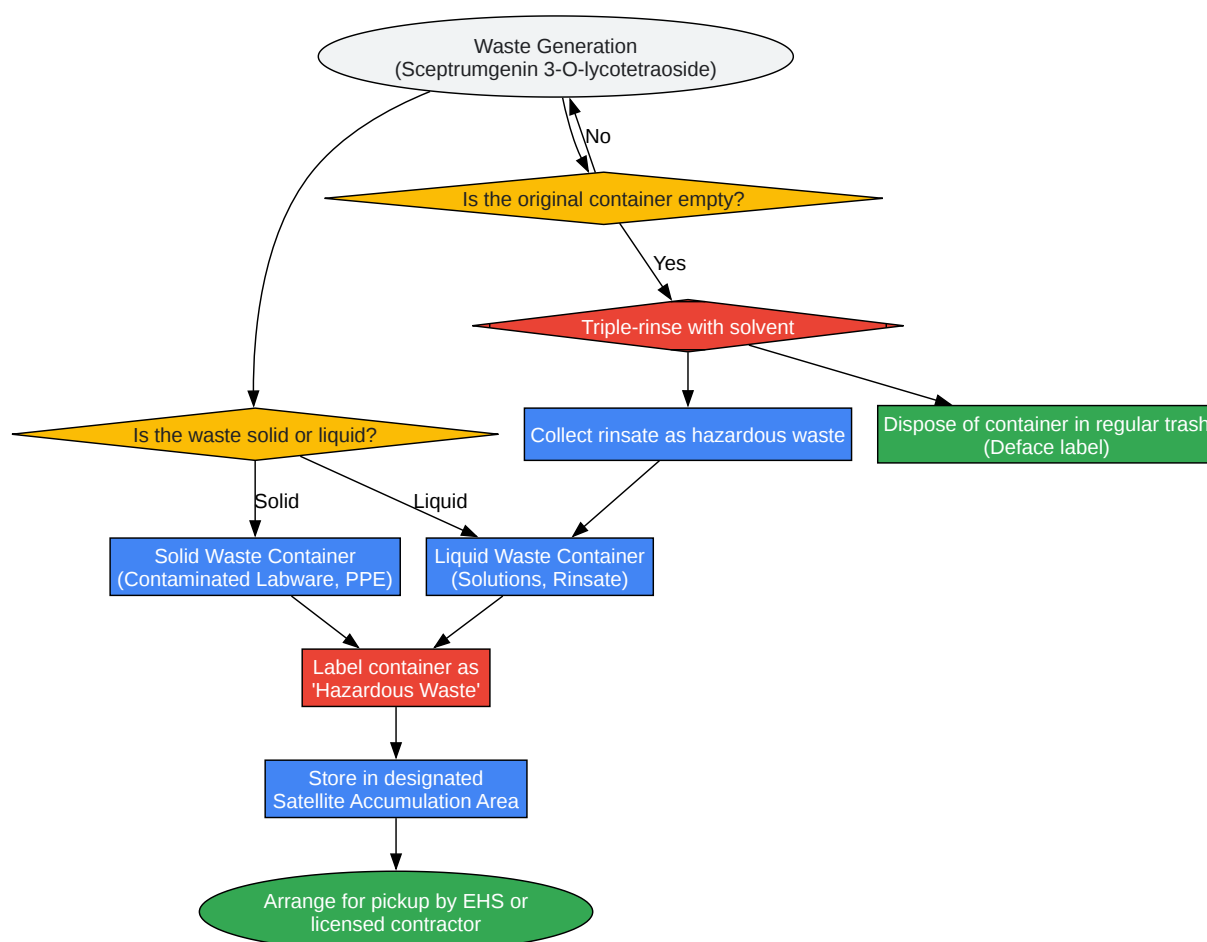 Waste Generation
(Sceptrumgenin 3-O-lycotetraoside)
No
Is the original container empty?
Yes
Triple-rinse with solvent
Is the waste solid or liquid?
Collect rinsate as hazardous waste
Dispose of container in regular trash
(Deface label)
Solid
Liquid
Solid Waste Container
(Contaminated Labware, PPE)
Liquid Waste Container
(Solutions, Rinsate)
Label container as
'Hazardous Waste'
Store in designated
Satellite Accumulation Area
Arrange for pickup by EHS or
licensed contractor